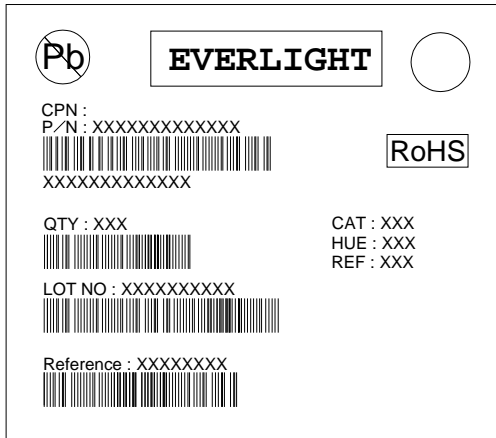 Pb
EVERLIGHT
CPN :
P/N : XXXXXXXXXXXXX
RoHS
XXXXXXXXXXXXX
QTY : XXX
CAT : XXX
HUE : XXX
REF : XXX
LOT NO : XXXXXXXXXX
Reference : XXXXXXXX